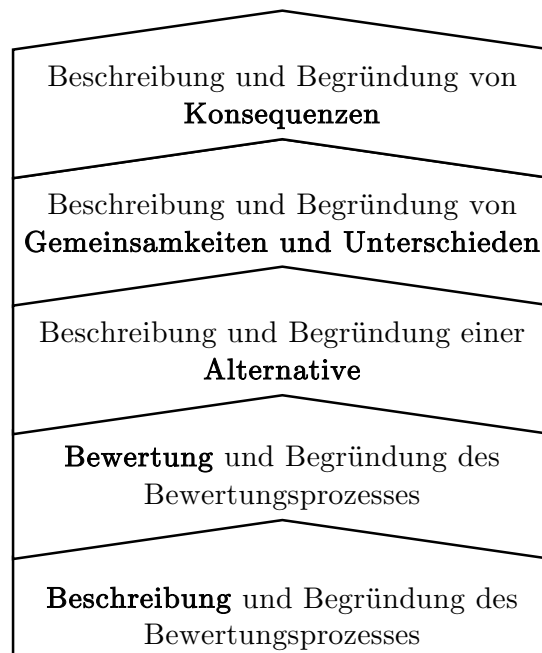 Beschreibung und Begründung von
Konsequenzen
Beschreibung und Begründung von
Gemeinsamkeiten und Unterschieden
Beschreibung und Begründung einer
Alternative
Bewertung und Begründung des
Bewertungsprozesses
Beschreibung und Begründung des
Bewertungsprozesses